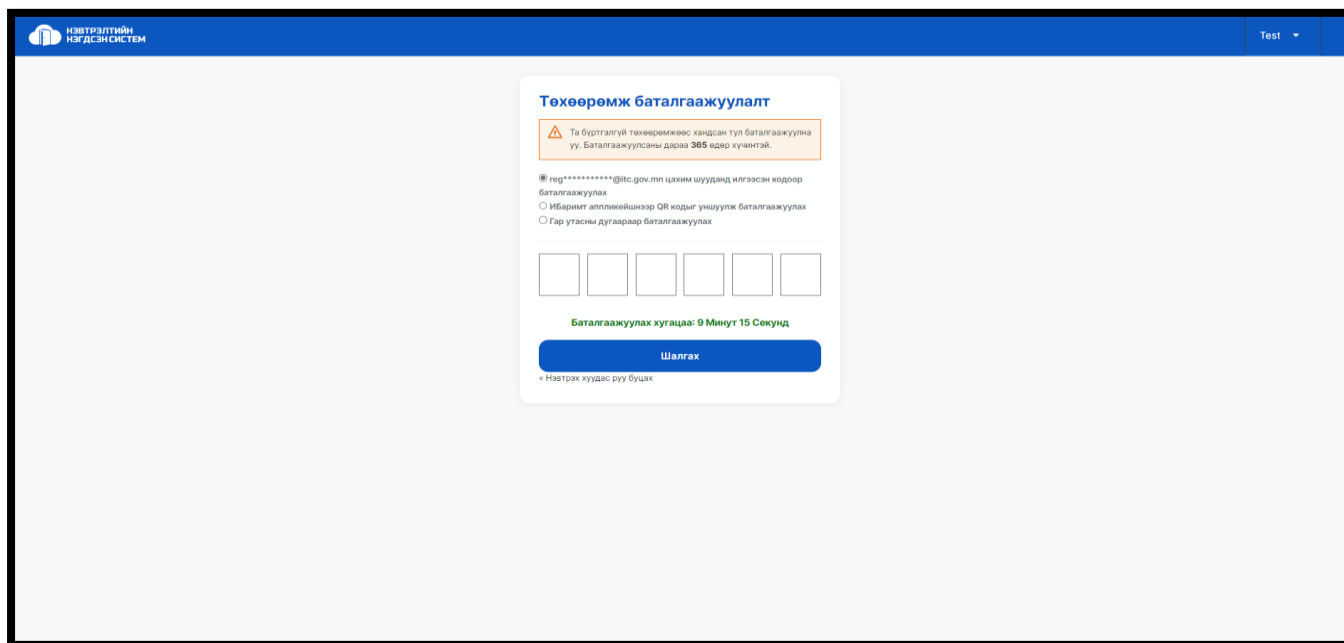 НЭВТРЭЛТИЙН
НЭГДСЭН СИСТЕМ
Test
Төхөөрөмж баталгаажуулалт
Та бүртгэлгүй төхөөрөмжөөс хандсан тул баталгаажуулна
уу. Баталгаажуулсаны дараа 365 өдөр хүчинтэй.
reg***********@itc.gov.mn цахим шууданд илгээсэн кодоор
баталгаажуулах
ИБаримт аппликейшнээр QR кодыг уншуулж баталгаажуулах
Гар утасны дугаараар баталгаажуулах
Баталгаажуулах хугацаа: 9 Минут 15 Секунд
Шалгах
« Нэвтрэх хуудас руу буцах